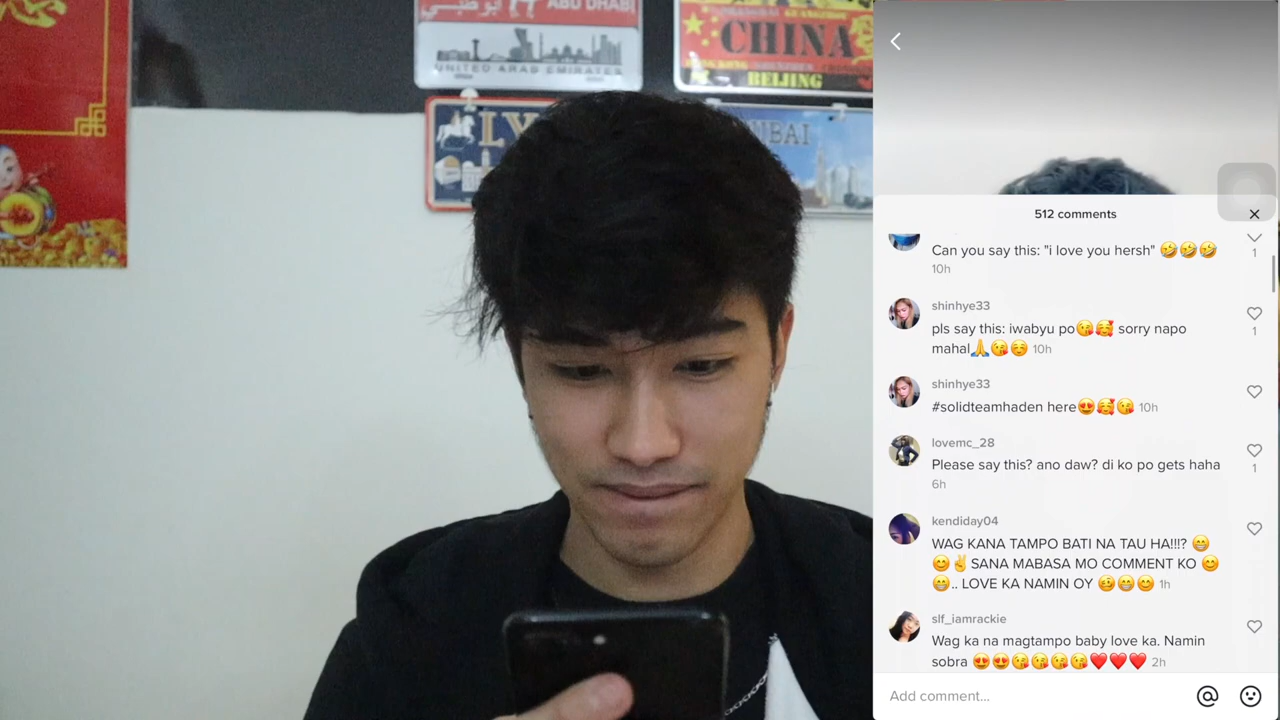 ابوظبي ABU DHABI
UNITED ARAB EMIRATES
CHINA
BEIJING
LY
DUBAI
512 comments
Can you say this: "i love you hersh" 🤣🤣🤣
10h
1
shinhye33
pls say this: iwabyu po😘🥰 sorry napo
mahal🙏😘☺️ 10h
1
shinhye33
#solidteamhaden here😍🥰😘 10h
lovemc_28
Please say this? ano daw? di ko po gets haha
6h
1
kendiday04
WAG KANA TAMPO BATI NA TAU HA!!!? 😁
😊✌️ SANA MABASA MO COMMENT KO 😊
😁.. LOVE KA NAMIN OY 🥴😁😊 1h
slf_iamrackie
Wag ka na magtampo baby love ka. Namin
sobra 😍😍😘😘😘😘❤️❤️❤️ 2h
Add comment...
@